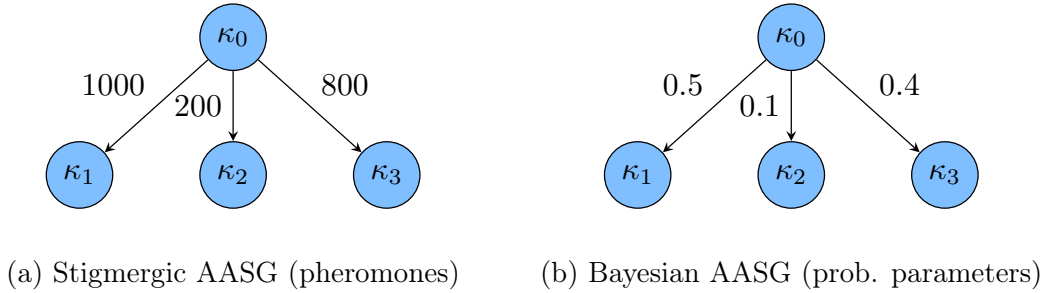 κ₀
1000
200
800
κ₁
κ₂
κ₃
(a) Stigmergic AASG (pheromones)
κ₀
0.5
0.1
0.4
κ₁
κ₂
κ₃
(b) Bayesian AASG (prob. parameters)